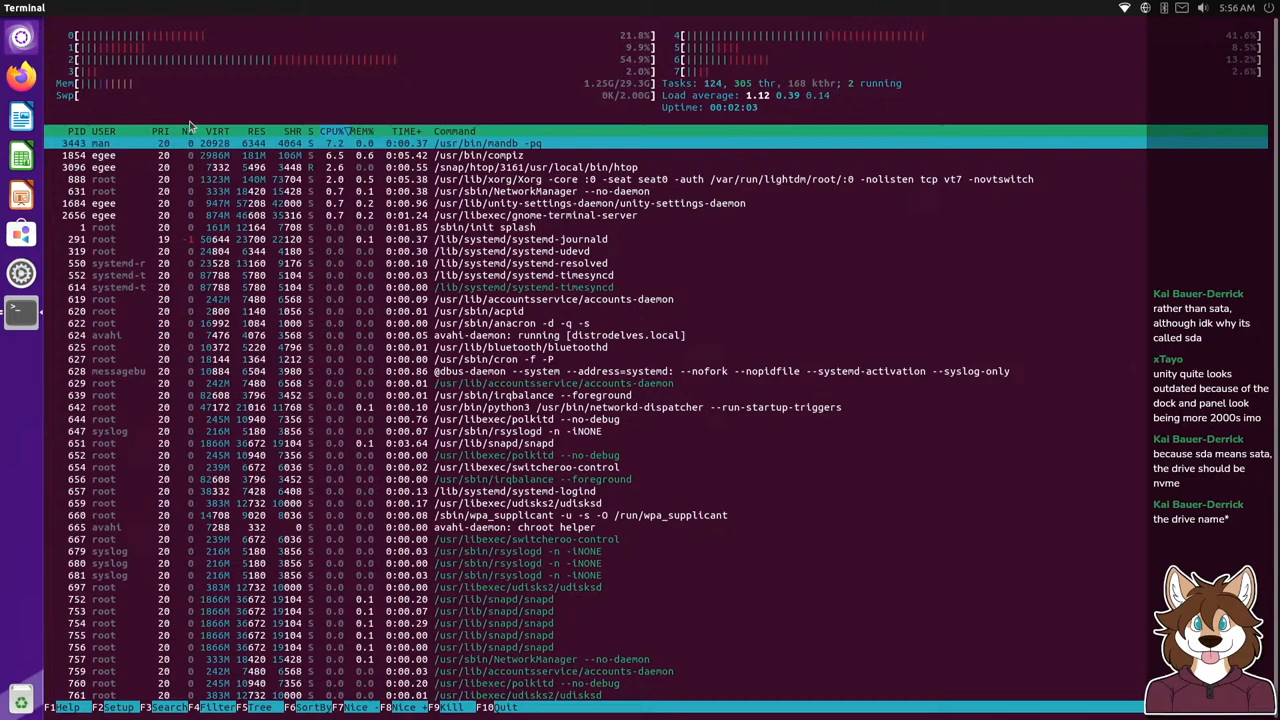 Terminal
5:56 AM
0[ 21.8%]
1[ 9.9%]
2[ 54.9%]
3[ 2.0%]
Mem[ 1.25G/29.3G]
Swp[ 0K/2.00G]
4[ 41.6%]
5[ 8.5%]
6[ 13.2%]
7[ 2.6%]
Tasks: 124, 305 thr, 168 kthr; 2 running
Load average: 1.12 0.39 0.14
Uptime: 00:02:03
PID USER PRI N VIRT RES SHR S CPU%▽MEM% TIME+ Command
3443 man 20 0 20928 6344 4064 S 7.2 0.0 0:00.37 /usr/bin/mandb -pq
1854 egee 20 0 2986M 181M 106M S 6.5 0.6 0:05.42 /usr/bin/compiz
3096 egee 20 0 7332 5496 3448 R 2.6 0.0 0:00.55 /snap/htop/3161/usr/local/bin/htop
888 root 20 0 1323M 140M 73704 S 2.0 0.5 0:05.38 /usr/lib/xorg/Xorg -core :0 -seat seat0 -auth /var/run/lightdm/root/:0 -nolisten tcp vt7 -novtswitch
631 root 20 0 333M 18420 15428 S 0.7 0.1 0:00.31 /usr/sbin/NetworkManager --no-daemon
1684 egee 20 0 947M 57208 42000 S 0.7 0.2 0:00.96 /usr/lib/unity-settings-daemon/unity-settings-daemon
2656 egee 20 0 874M 46608 35316 S 0.7 0.2 0:01.24 /usr/libexec/gnome-terminal-server
1 root 20 0 161M 12164 7708 S 0.0 0.0 0:01.85 /sbin/init splash
291 root 19 -1 50644 23700 22120 S 0.0 0.1 0:00.37 /lib/systemd/systemd-journald
319 root 20 0 24804 6344 4180 S 0.0 0.0 0:00.30 /lib/systemd/systemd-udevd
550 systemd-r 20 0 23528 13160 9176 S 0.0 0.0 0:00.10 /lib/systemd/systemd-resolved
552 systemd-t 20 0 87788 5780 5104 S 0.0 0.0 0:00.03 /lib/systemd/systemd-timesyncd
614 systemd-t 20 0 87788 5780 5104 S 0.0 0.0 0:00.00 /lib/systemd/systemd-timesyncd
619 root 20 0 242M 7480 6568 S 0.0 0.0 0:00.09 /usr/lib/accountsservice/accounts-daemon
620 root 20 0 2800 1140 1056 S 0.0 0.0 0:00.01 /usr/sbin/acpid
622 root 20 0 16992 1084 1000 S 0.0 0.0 0:00.00 /usr/sbin/anacron -d -q -s
624 avahi 20 0 7476 4076 3568 S 0.0 0.0 0:00.01 avahi-daemon: running [distrodelves.local]
625 root 20 0 10372 5220 4796 S 0.0 0.0 0:00.05 /usr/lib/bluetooth/bluetoothd
627 root 20 0 18144 1364 1212 S 0.0 0.0 0:00.01 /usr/sbin/cron -f -P
628 messagebu 20 0 10884 6504 3980 S 0.0 0.0 0:00.86 @dbus-daemon --system --address=systemd: --nofork --nopidfile --systemd-activation --syslog-only
629 root 20 0 242M 7480 6568 S 0.0 0.0 0:00.00 /usr/lib/accountsservice/accounts-daemon
639 root 20 0 82608 3796 3452 S 0.0 0.0 0:00.01 /usr/sbin/irqbalance --foreground
642 root 20 0 47172 21016 11768 S 0.0 0.1 0:00.10 /usr/bin/python3 /usr/bin/networkd-dispatcher --run-startup-triggers
644 root 20 0 245M 10940 7356 S 0.0 0.0 0:00.76 /usr/libexec/polkitd --no-debug
647 syslog 20 0 216M 5180 3856 S 0.0 0.0 0:00.05 /usr/sbin/rsyslogd -n -iNONE
651 root 20 0 1866M 36672 19104 S 0.0 0.1 0:03.64 /usr/lib/snapd/snapd
652 root 20 0 245M 10940 7356 S 0.0 0.0 0:00.00 /usr/libexec/polkitd --no-debug
654 root 20 0 239M 6672 6036 S 0.0 0.0 0:00.02 /usr/libexec/switcheroo-control
656 root 20 0 82608 3796 3452 S 0.0 0.0 0:00.00 /usr/sbin/irqbalance --foreground
657 root 20 0 38332 7428 6408 S 0.0 0.0 0:00.13 /lib/systemd/systemd-logind
659 root 20 0 383M 12732 10000 S 0.0 0.0 0:00.17 /usr/libexec/udisks2/udisksd
660 root 20 0 14708 9020 8036 S 0.0 0.0 0:00.08 /sbin/wpa_supplicant -u -s -O /run/wpa_supplicant
665 avahi 20 0 7288 332 0 S 0.0 0.0 0:00.00 avahi-daemon: chroot helper
667 root 20 0 239M 6672 6036 S 0.0 0.0 0:00.00 /usr/libexec/switcheroo-control
679 syslog 20 0 216M 5180 3856 S 0.0 0.0 0:00.03 /usr/sbin/rsyslogd -n -iNONE
680 syslog 20 0 216M 5180 3856 S 0.0 0.0 0:00.00 /usr/sbin/rsyslogd -n -iNONE
681 syslog 20 0 216M 5180 3856 S 0.0 0.0 0:00.01 /usr/sbin/rsyslogd -n -iNONE
697 root 20 0 383M 12732 10000 S 0.0 0.0 0:00.00 /usr/libexec/udisks2/udisksd
752 root 20 0 1866M 36672 19104 S 0.0 0.1 0:00.20 /usr/lib/snapd/snapd
753 root 20 0 1866M 36672 19104 S 0.0 0.1 0:00.07 /usr/lib/snapd/snapd
754 root 20 0 1866M 36672 19104 S 0.0 0.1 0:00.29 /usr/lib/snapd/snapd
755 root 20 0 1866M 36672 19104 S 0.0 0.1 0:00.00 /usr/lib/snapd/snapd
756 root 20 0 1866M 36672 19104 S 0.0 0.1 0:00.00 /usr/lib/snapd/snapd
757 root 20 0 333M 18420 15428 S 0.0 0.1 0:00.00 /usr/sbin/NetworkManager --no-daemon
759 root 20 0 242M 7480 6568 S 0.0 0.0 0:00.03 /usr/lib/accountsservice/accounts-daemon
760 root 20 0 245M 10940 7356 S 0.0 0.0 0:00.20 /usr/libexec/polkitd --no-debug
761 root 20 0 383M 12732 10000 S 0.0 0.0 0:00.01 /usr/libexec/udisks2/udisksd
F1Help F2Setup F3SearchF4FilterF5Tree F6SortByF7Nice -F8Nice +F9Kill F10Quit
Kai Bauer-Derrick
rather than sata,
although idk why its
called sda
xTayo
unity quite looks
outdated because of the
dock and panel look
being more 2000s imo
Kai Bauer-Derrick
because sda means sata,
the drive should be
nvme
Kai Bauer-Derrick
the drive name*